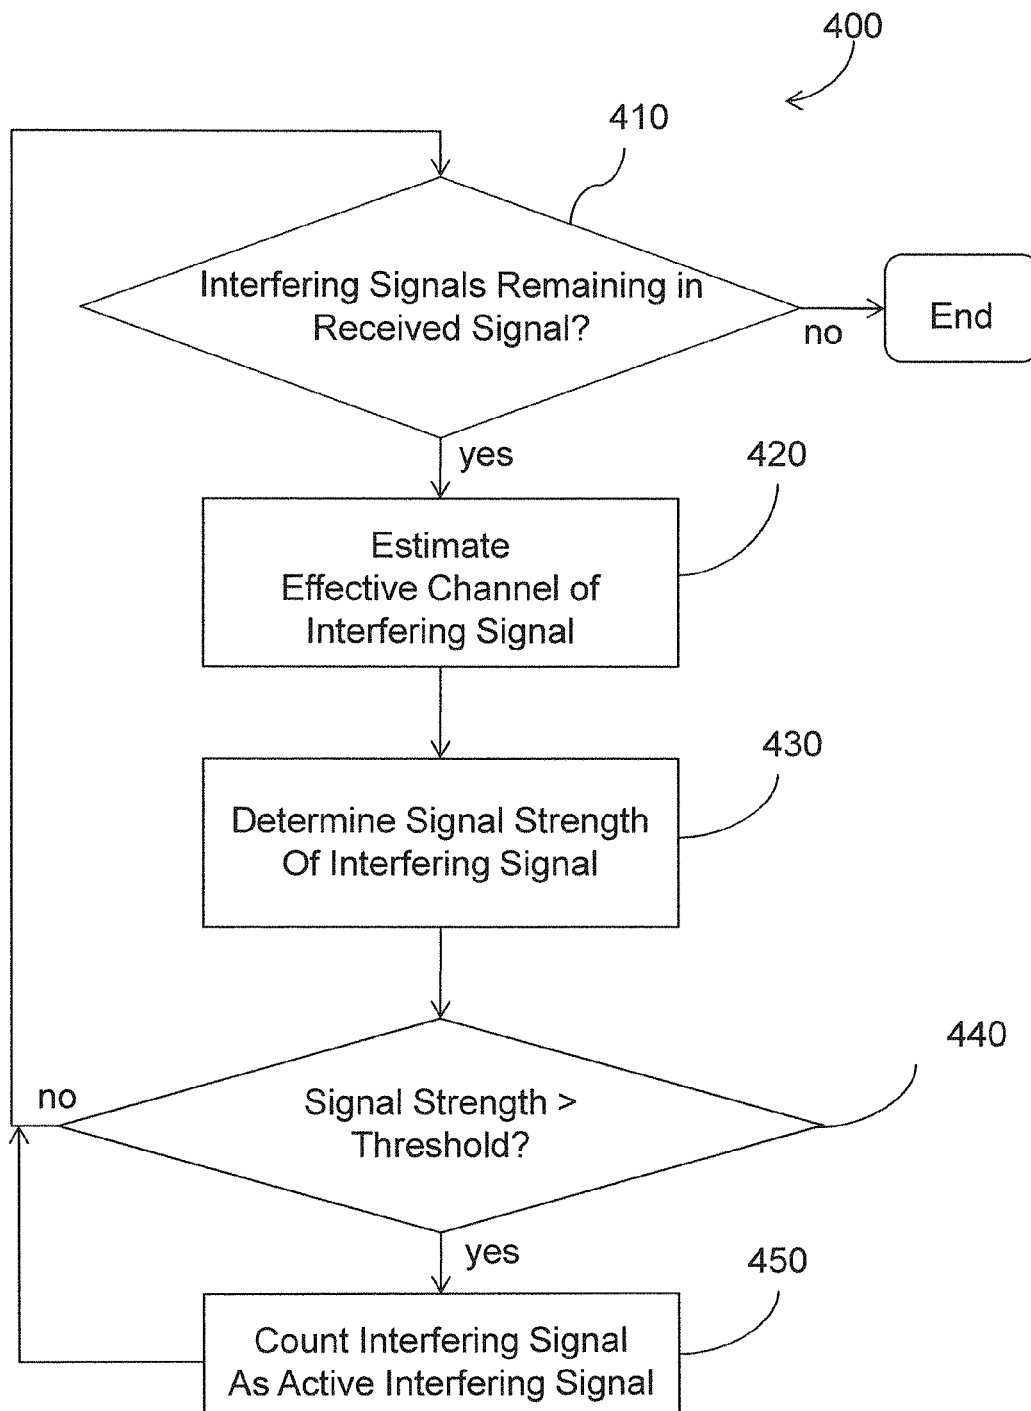 400
410
Interfering Signals Remaining in
Received Signal?
no
End
yes
420
Estimate
Effective Channel of
Interfering Signal
430
Determine Signal Strength
Of Interfering Signal
440
no
Signal Strength >
Threshold?
yes
450
Count Interfering Signal
As Active Interfering Signal